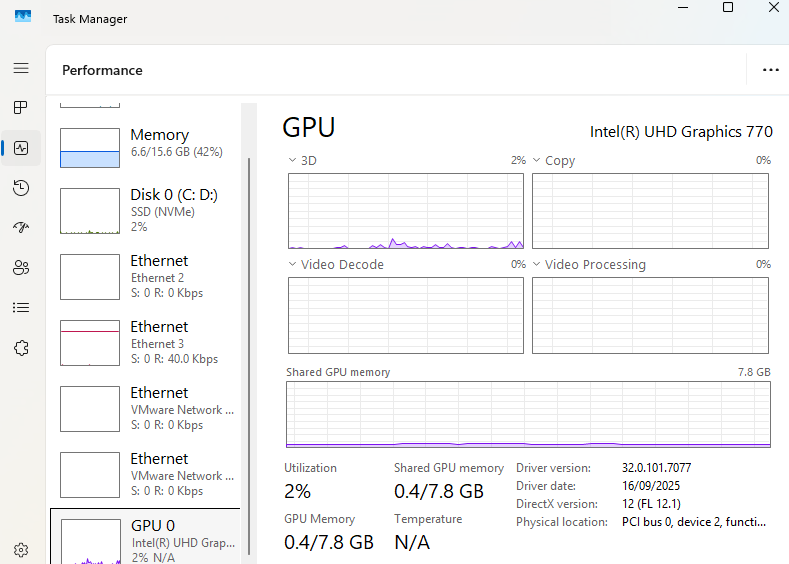 Task Manager
Performance
Memory
6.6/15.6 GB (42%)
Disk 0 (C: D:)
SSD (NVMe)
2%
Ethernet
Ethernet 2
S: 0 R: 0 Kbps
Ethernet
Ethernet 3
S: 0 R: 40.0 Kbps
Ethernet
VMware Network ...
S: 0 R: 0 Kbps
Ethernet
VMware Network ...
S: 0 R: 0 Kbps
GPU 0
Intel(R) UHD Grap...
2% N/A
GPU
Intel(R) UHD Graphics 770
3D 2%
Copy 0%
Video Decode 0%
Video Processing 0%
Shared GPU memory 7.8 GB
Utilization
2%
Shared GPU memory
0.4/7.8 GB
GPU Memory
0.4/7.8 GB
Temperature
N/A
Driver version: 32.0.101.7077
Driver date: 16/09/2025
DirectX version: 12 (FL 12.1)
Physical location: PCI bus 0, device 2, functi...